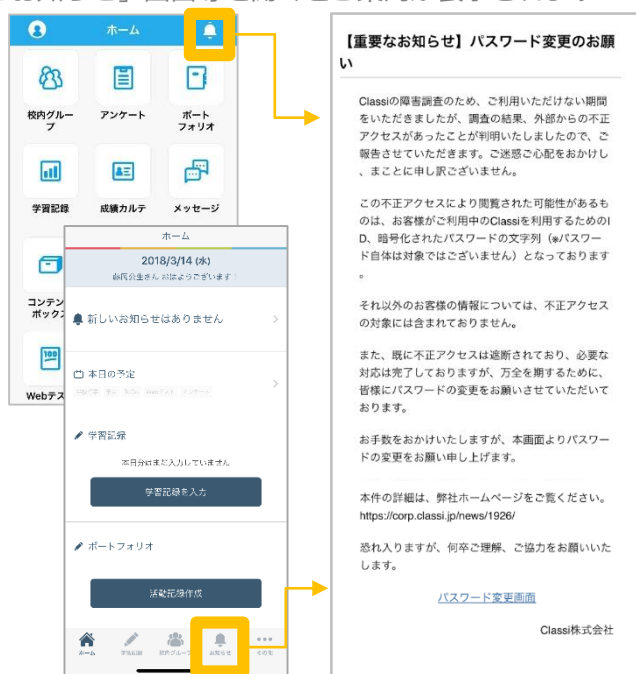 ホーム
校内グルー
プ
アンケート
ポート
フォリオ
学習記録
成績カルテ
メッセージ
コンテン
ボックス
Webテス
ホーム
2018/3/14 (水)
おはようございます!
新しいお知らせはありません
本日の予定
学習記録
本日分はまだ入力していません
学習記録を入力
ポートフォリオ
活動記録作成
ホーム
学習記録
校内グループ
お知らせ
その他
【重要なお知らせ】パスワード変更のお願
い
Classiの障害調査のため、ご利用いただけない期間
をいただきましたが、調査の結果、外部からの不正
アクセスがあったことが判明いたしましたので、ご
報告させていただきます。ご迷惑ご心配をおかけし
、まことに申し訳ございません。
この不正アクセスにより閲覧された可能性があるも
のは、お客様がご利用中のClassiを利用するためのI
D、暗号化されたパスワードの文字列（※パスワー
ド自体は対象ではございません）となっております
。
それ以外のお客様の情報については、不正アクセス
の対象には含まれておりません。
また、既に不正アクセスは遮断されており、必要な
対応は完了しておりますが、万全を期するために、
皆様にパスワードの変更をお願いさせていただいて
おります。
お手数をおかけいたしますが、本画面よりパスワー
ドの変更をお願い申し上げます。
本件の詳細は、弊社ホームページをご覧ください。
https://corp.classi.jp/news/1926/
恐れ入りますが、何卒ご理解、ご協力をお願いいた
します。
パスワード変更画面
Classi株式会社